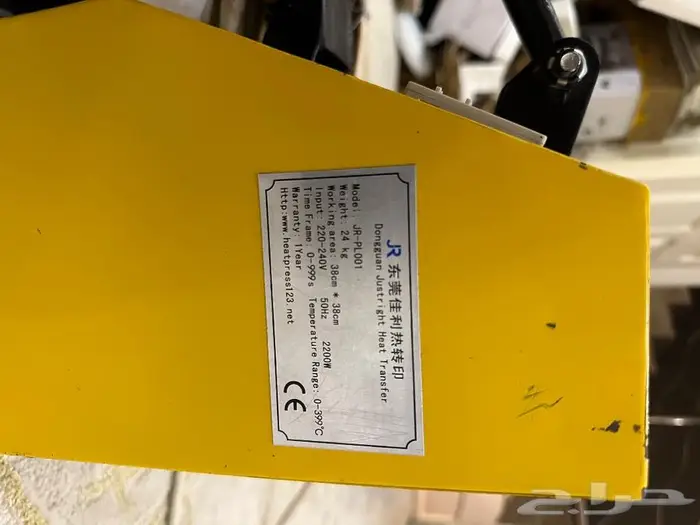 JR 东莞佳利热转印
Dongguan Justright Heat Transfer
Model: JR-PL001
Weight: 24 kg
Working area: 38cm * 38cm
Input: 220-240V 50Hz 2200W
Time Frame: 0-999s Temperature Range: 0-399℃
Warranty: 1Year
Http:www.heatpress123.net
CE
حراج